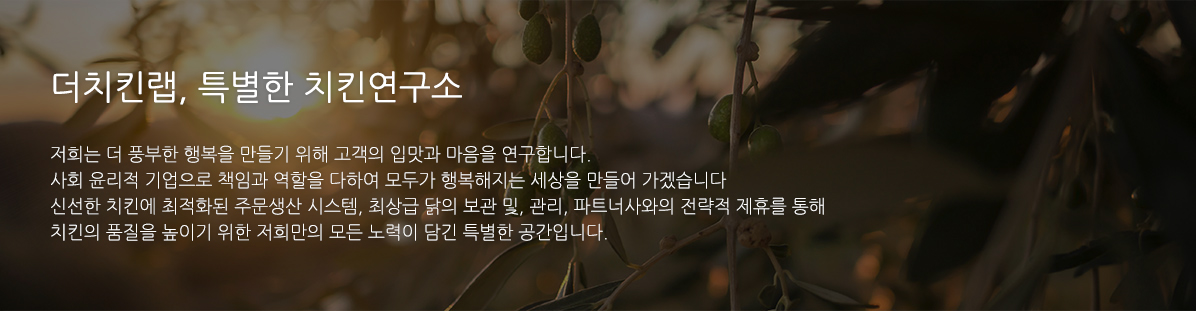 더치킨랩, 특별한 치킨연구소
저희는 더 풍부한 행복을 만들기 위해 고객의 입맛과 마음을 연구합니다.
사회 윤리적 기업으로 책임과 역할을 다하여 모두가 행복해지는 세상을 만들어 가겠습니다
신선한 치킨에 최적화된 주문생산 시스템, 최상급 닭의 보관 및, 관리, 파트너사와의 전략적 제휴를 통해
치킨의 품질을 높이기 위한 저희만의 모든 노력이 담긴 특별한 공간입니다.